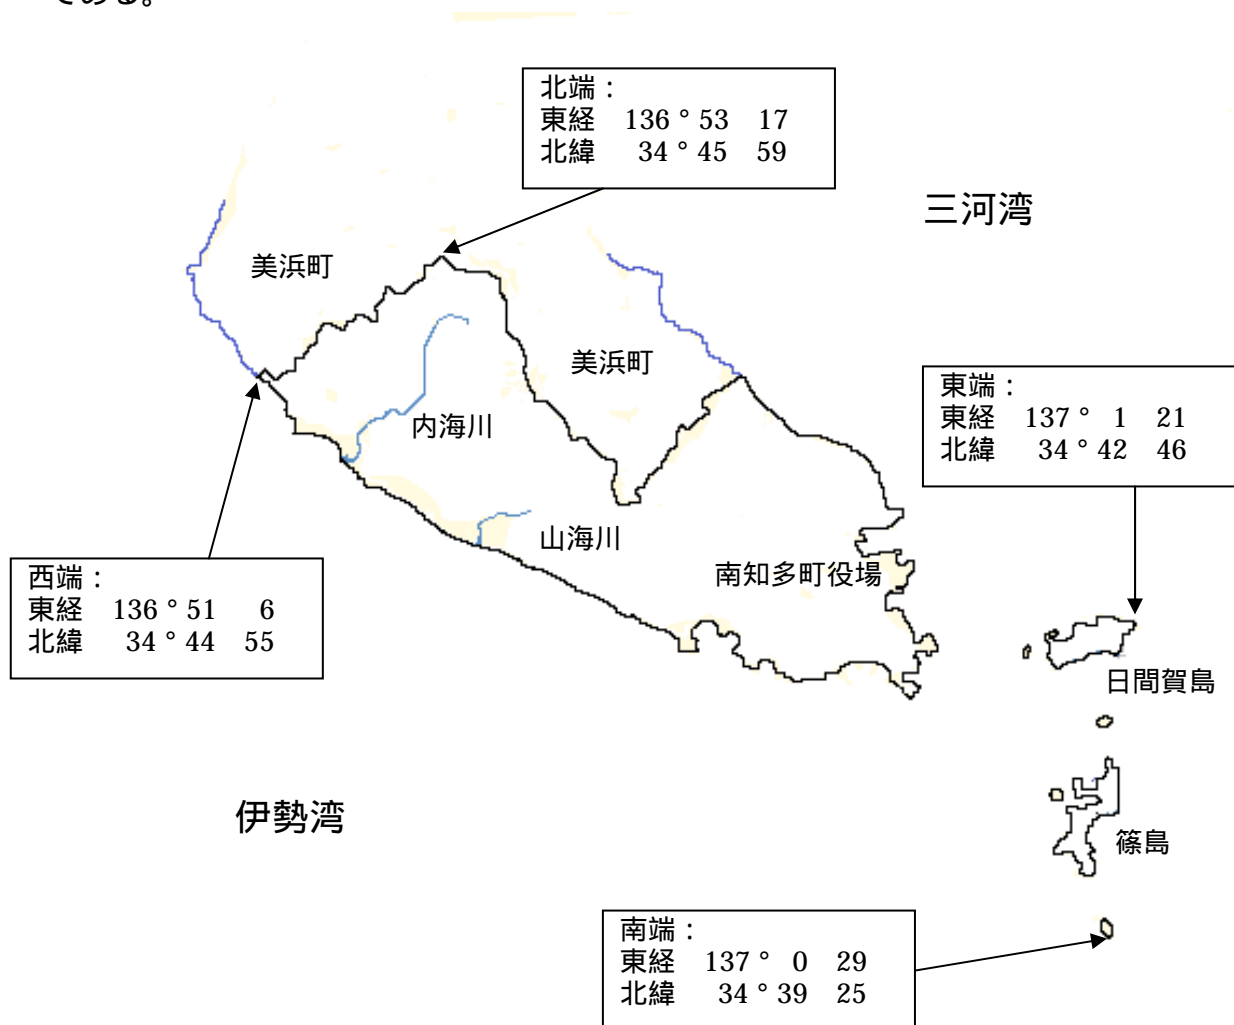 である。
北端：
東経 136°53 17
北緯 34°45 59
三河湾
美浜町
美浜町
東端：
東経 137° 1 21
北緯 34°42 46
内海川
山海川
南知多町役場
西端：
東経 136°51 6
北緯 34°44 55
日間賀島
伊勢湾
篠島
南端：
東経 137° 0 29
北緯 34°39 25